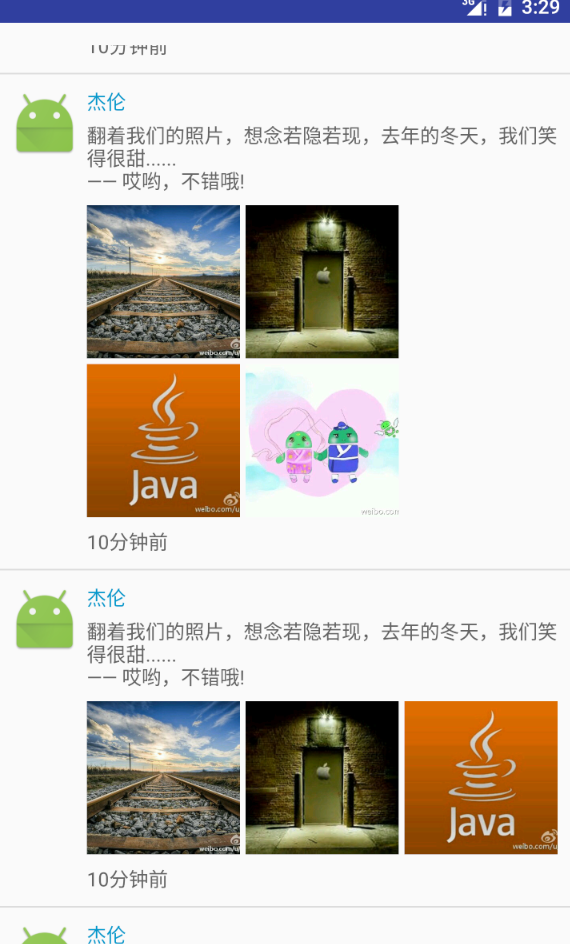 3G
3:29
10分钟前
杰伦
翻着我们的照片，想念若隐若现，去年的冬天，我们笑
得很甜......
—— 哎哟，不错哦!
weibo.com/u
Java
weibo.com/u
weibo.com
10分钟前
杰伦
翻着我们的照片，想念若隐若现，去年的冬天，我们笑
得很甜......
—— 哎哟，不错哦!
Java
weibo.com/u
weibo.com/u
10分钟前
杰伦